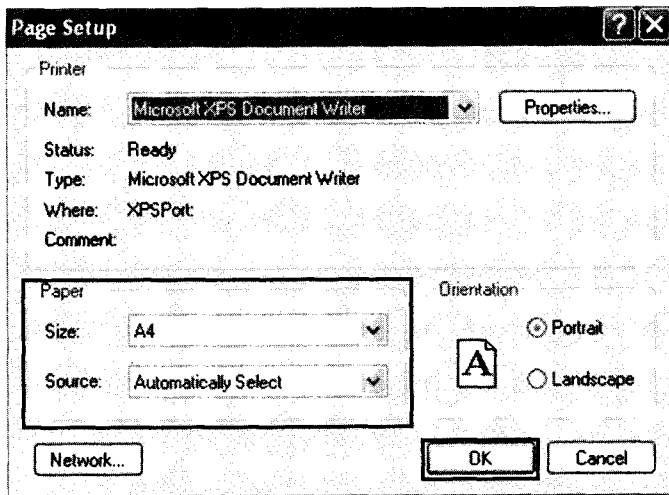 Page Setup
Printer
Name: Microsoft XPS Document Writer Properties...
Status: Ready
Type: Microsoft XPS Document Writer
Where: XPSPort:
Comment:
Paper
Size: A4
Source: Automatically Select
Orientation
A
Portrait
Landscape
Network... OK Cancel